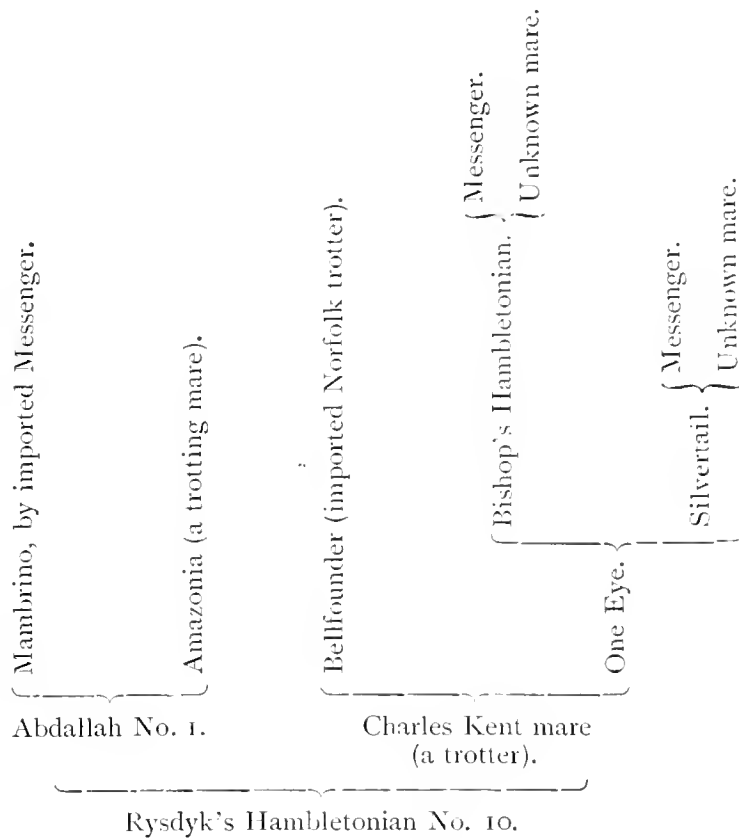 Mambrino, by imported Messenger.
Amazonia (a trotting mare).
Bellfounder (imported Norfolk trotter).
Messenger.
Unknown mare.
Bishop's Hambletonian.
Messenger.
Unknown mare.
Silvertail.
One Eye.
Abdallah No. 1.
Charles Kent mare
(a trotter).
Rysdyk's Hambletonian No. 10.